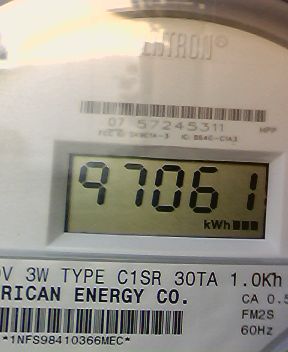 ITRON®
07 57245311
97061
kWh
V 3W TYPE C1SR 30TA 1.0Kh
RICAN ENERGY CO.
CA 0.5
FM2S
60Hz
*1NFS98410366MEC*